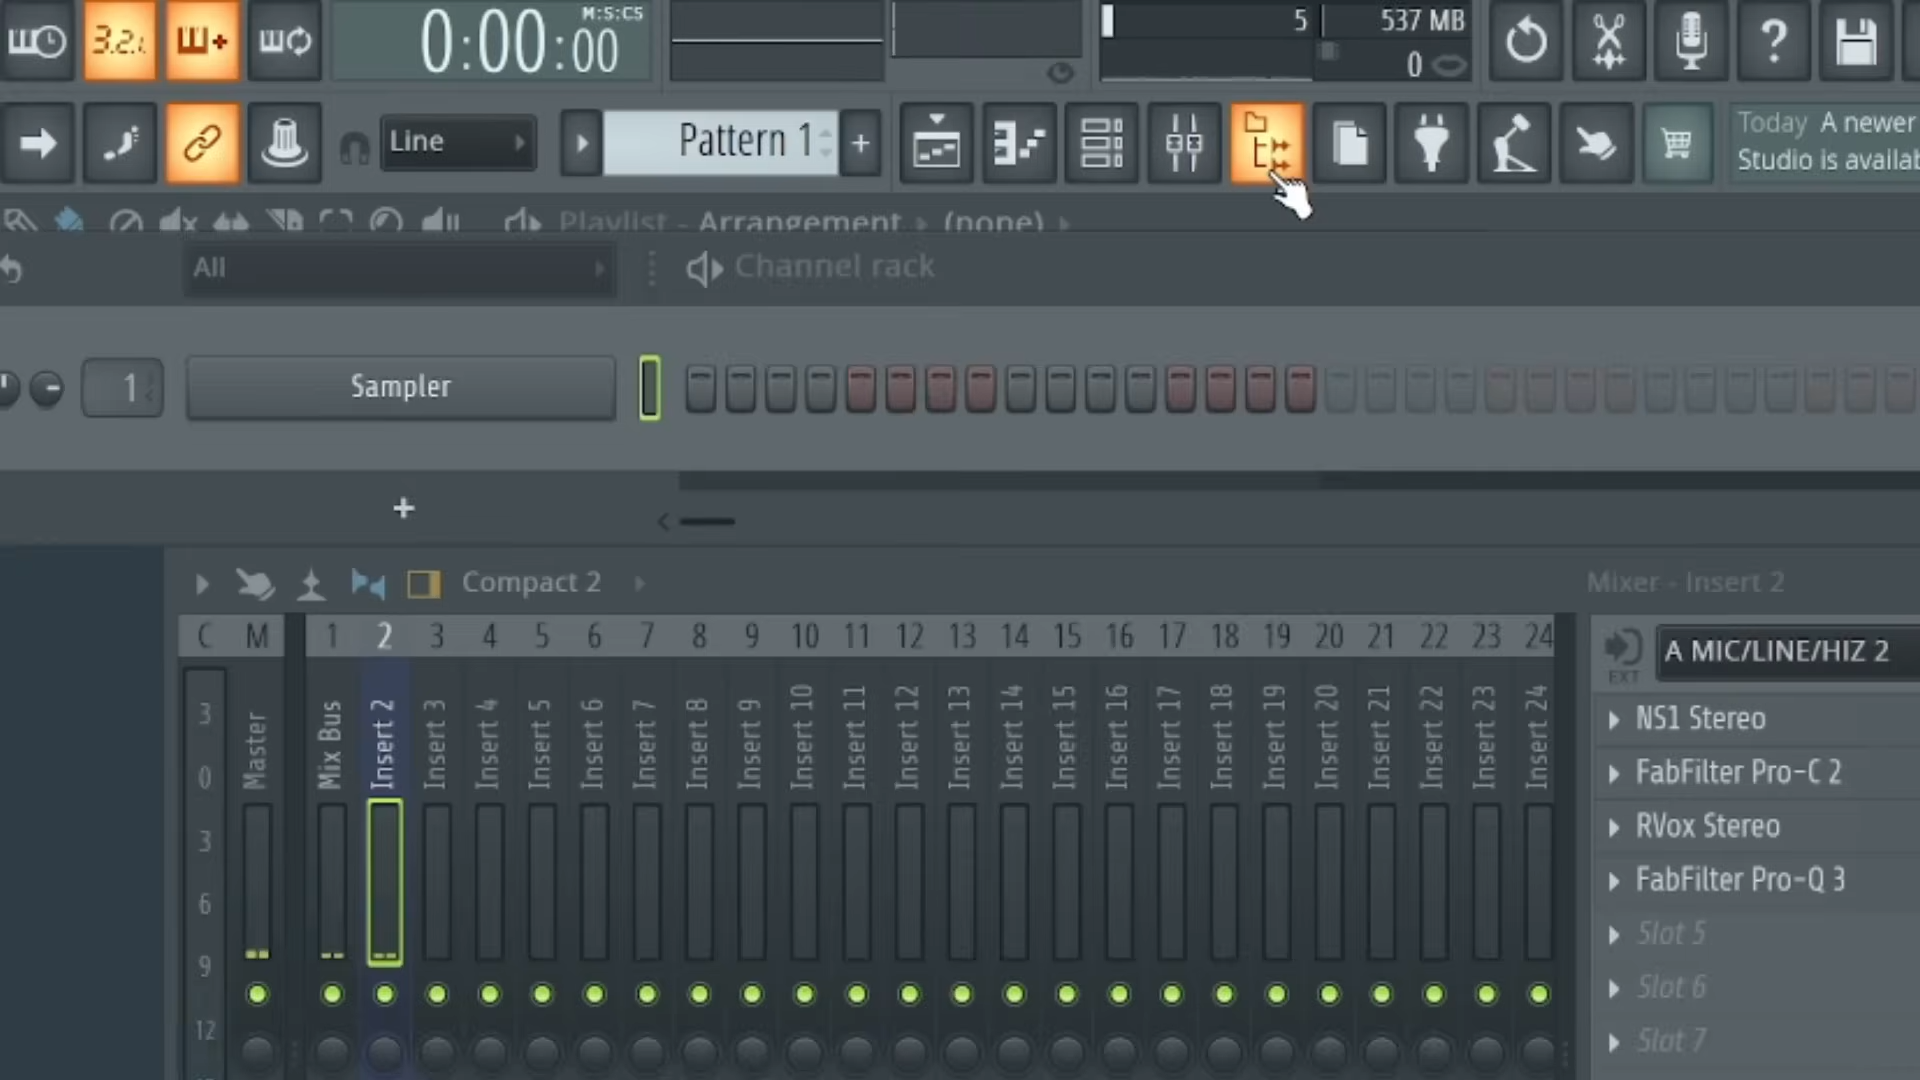 3.2.
0:00:00
M:S:CS
5
537 MB
0
Line
Pattern 1
+
Today A newer
Studio is availab
Playlist - Arrangement
(none)
All
Channel rack
1
Sampler
+
Compact 2
Mixer - Insert 2
C M 1 2 3 4 5 6 7 8 9 10 11 12 13 14 15 16 17 18 19 20 21 22 23 24
3
0
3
6
9
12
Master
Mix Bus
Insert 2
Insert 3
Insert 4
Insert 5
Insert 6
Insert 7
Insert 8
Insert 9
Insert 10
Insert 11
Insert 12
Insert 13
Insert 14
Insert 15
Insert 16
Insert 17
Insert 18
Insert 19
Insert 20
Insert 21
Insert 22
Insert 23
Insert 24
EXT
A MIC/LINE/HIZ 2
NS1 Stereo
FabFilter Pro-C 2
RVox Stereo
FabFilter Pro-Q 3
Slot 5
Slot 6
Slot 7